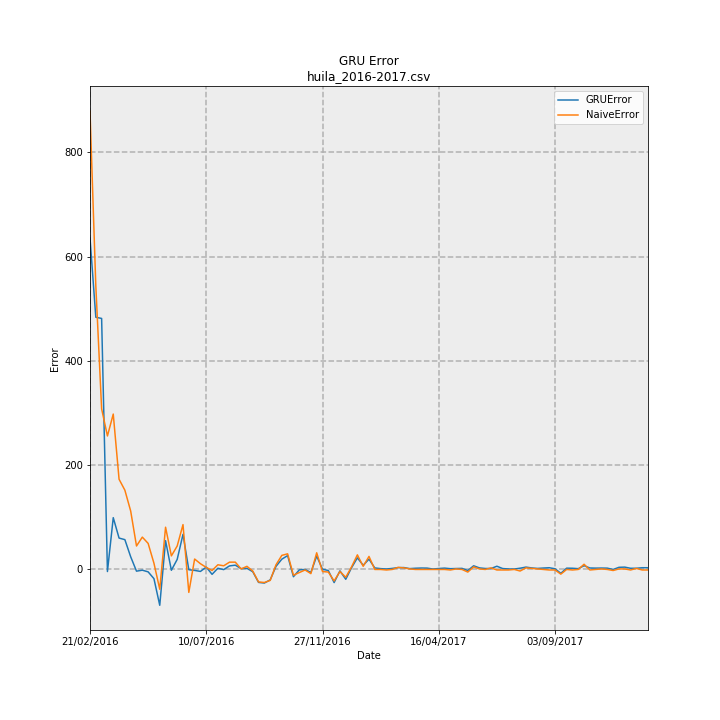 GRU Error
huila_2016-2017.csv
GRUError
NaiveError
800
600
400
200
0
Error
21/02/2016
10/07/2016
27/11/2016
16/04/2017
03/09/2017
Date